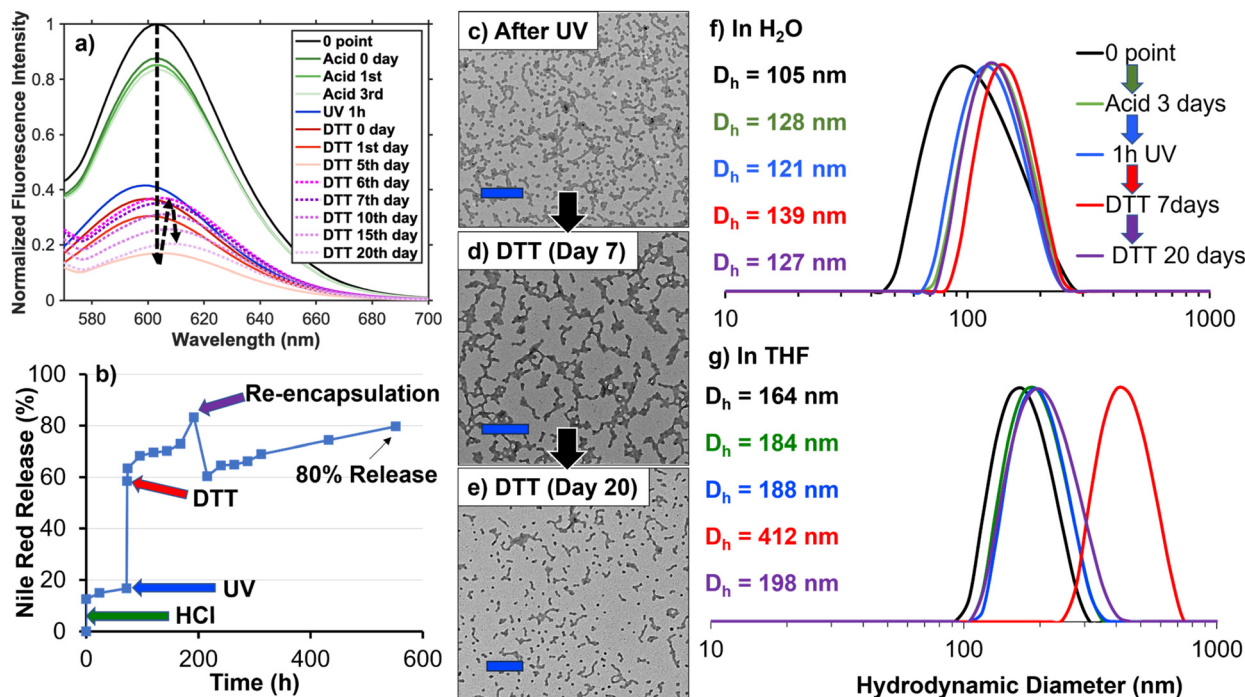 a)
Normalized Fluorescence Intensity
1
0.8
0.6
0.4
0.2
0
580
600
620
640
660
680
700
Wavelength (nm)
0 point
Acid 0 day
Acid 1st
Acid 3rd
UV 1h
DTT 0 day
DTT 1st day
DTT 5th day
DTT 6th day
DTT 7th day
DTT 10th day
DTT 15th day
DTT 20th day
b)
Nile Red Release (%)
100
80
60
40
20
0
0
200
400
600
Time (h)
Re-encapsulation
80% Release
DTT
UV
HCl
c) After UV
d) DTT (Day 7)
e) DTT (Day 20)
f) In H₂O
Dₕ = 105 nm
Dₕ = 128 nm
Dₕ = 121 nm
Dₕ = 139 nm
Dₕ = 127 nm
0 point
Acid 3 days
1h UV
DTT 7days
DTT 20 days
10
100
1000
g) In THF
Dₕ = 164 nm
Dₕ = 184 nm
Dₕ = 188 nm
Dₕ = 412 nm
Dₕ = 198 nm
10
100
1000
Hydrodynamic Diameter (nm)